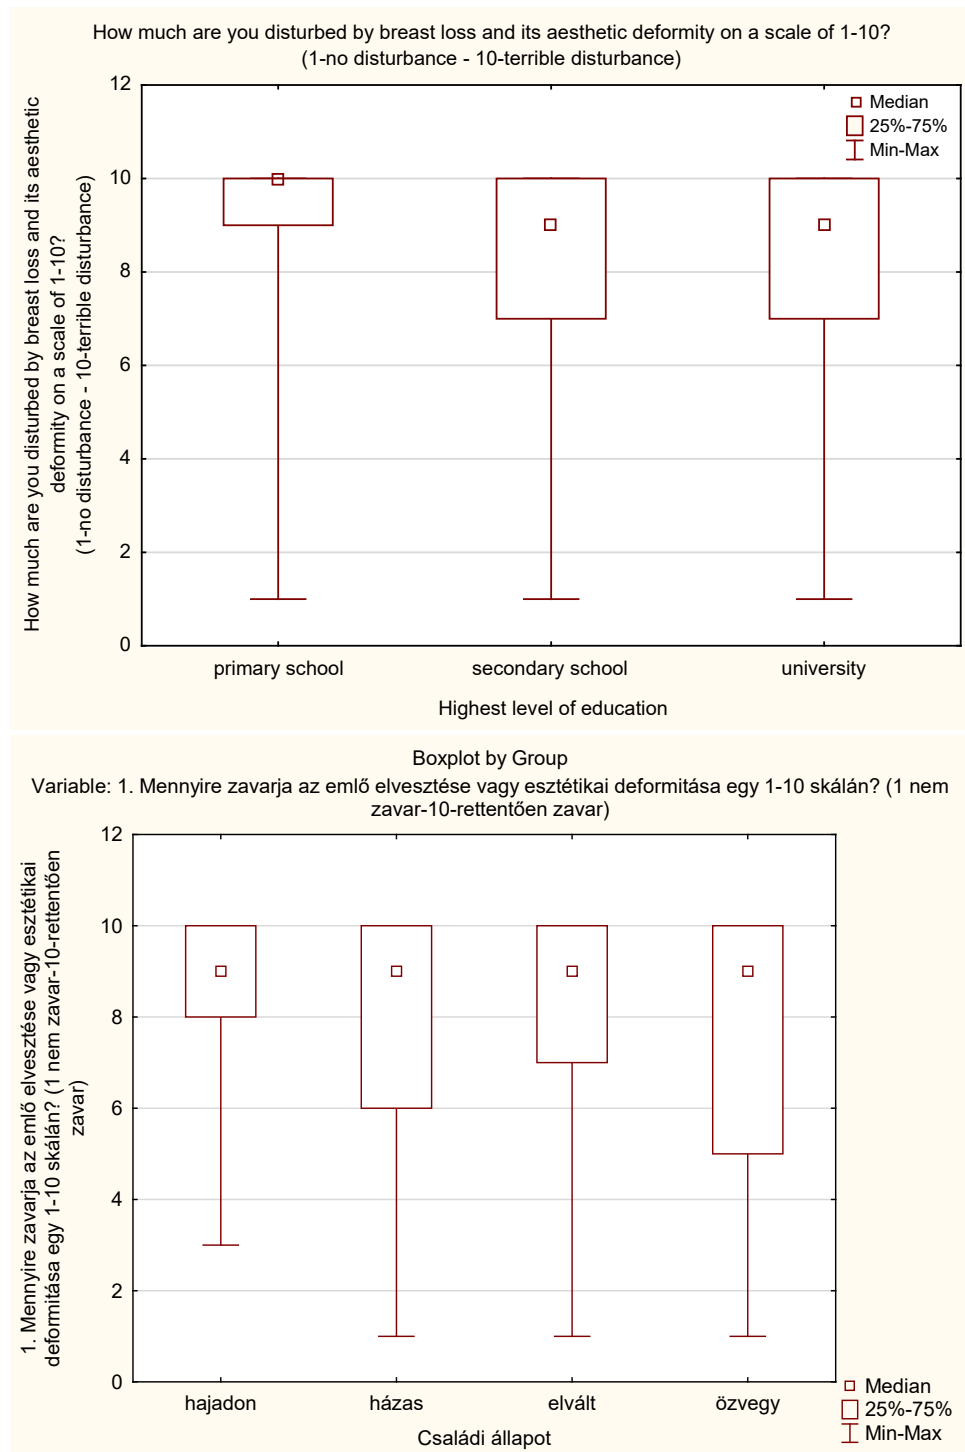 How much are you disturbed by breast loss and its aesthetic deformity on a scale of 1-10?
(1-no disturbance - 10-terrible disturbance)
How much are you disturbed by breast loss and its aesthetic
deformity on a scale of 1-10?
(1-no disturbance - 10-terrible disturbance)
12
10
8
6
4
2
0
Median
25%-75%
Min-Max
primary school
secondary school
university
Highest level of education
Boxplot by Group
Variable: 1. Mennyire zavarja az emlő elvesztése vagy esztétikai deformitása egy 1-10 skálán? (1 nem
zavar-10-rettentően zavar)
1. Mennyire zavarja az emlő elvesztése vagy esztétikai
deformitása egy 1-10 skálán? (1 nem zavar-10-rettentően
zavar)
12
10
8
6
4
2
0
hajadon
házas
elvált
özvegy
Családi állapot
Median
25%-75%
Min-Max